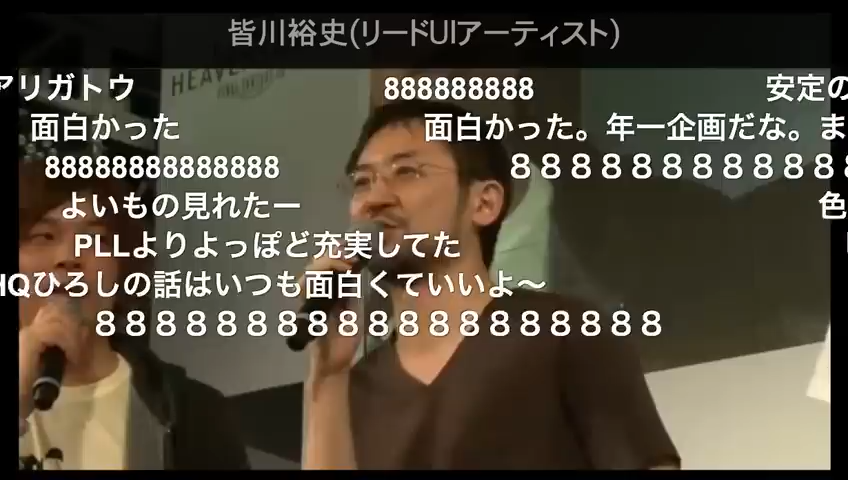 皆川裕史(リードUIアーティスト)
HEAVEN
アリガトウ 888888888 安定の
面白かった 面白かった。年一企画だな。ま
88888888888888 ８８８８８８８８８８８８
よいもの見れたー 色
PLLよりよっぽど充実してた
HQひろしの話はいつも面白くていいよ～
８８８８８８８８８８８８８８８８８８８